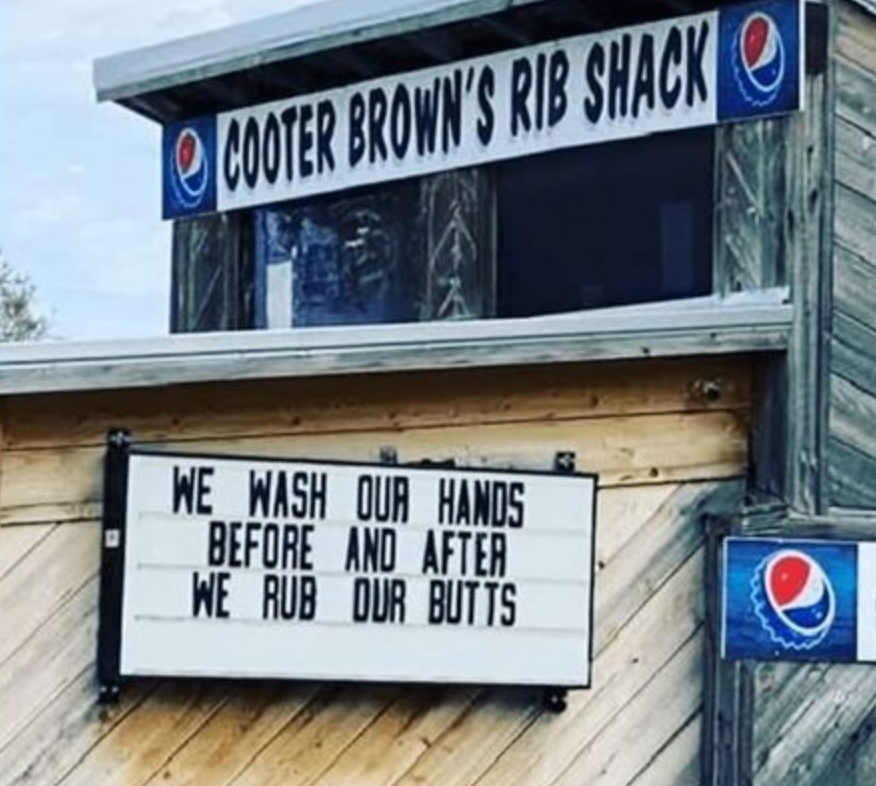 COOTER BROWN'S RIB SHACK
WE WASH OUR HANDS
BEFORE AND AFTER
WE RUB OUR BUTTS